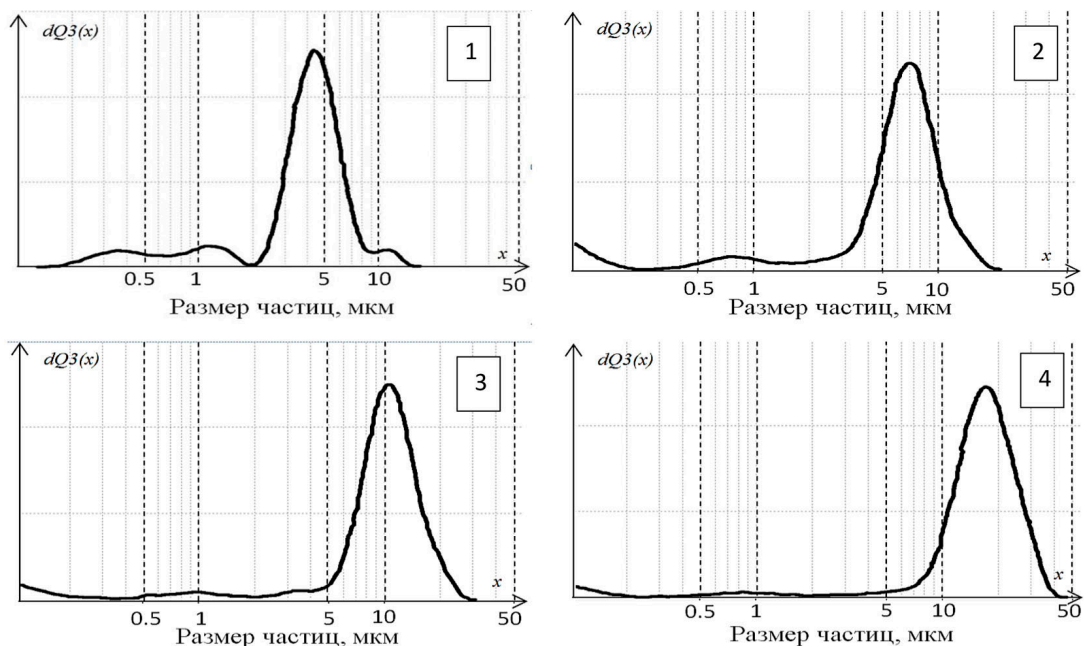 dQ3(x)
1
x
0.5 1 5 10 50
Размер частиц, мкм
dQ3(x)
2
x
0.5 1 5 10 50
Размер частиц, мкм
dQ3(x)
3
x
0.5 1 5 10 50
Размер частиц, мкм
dQ3(x)
4
x
0.5 1 5 10 50
Размер частиц, мкм